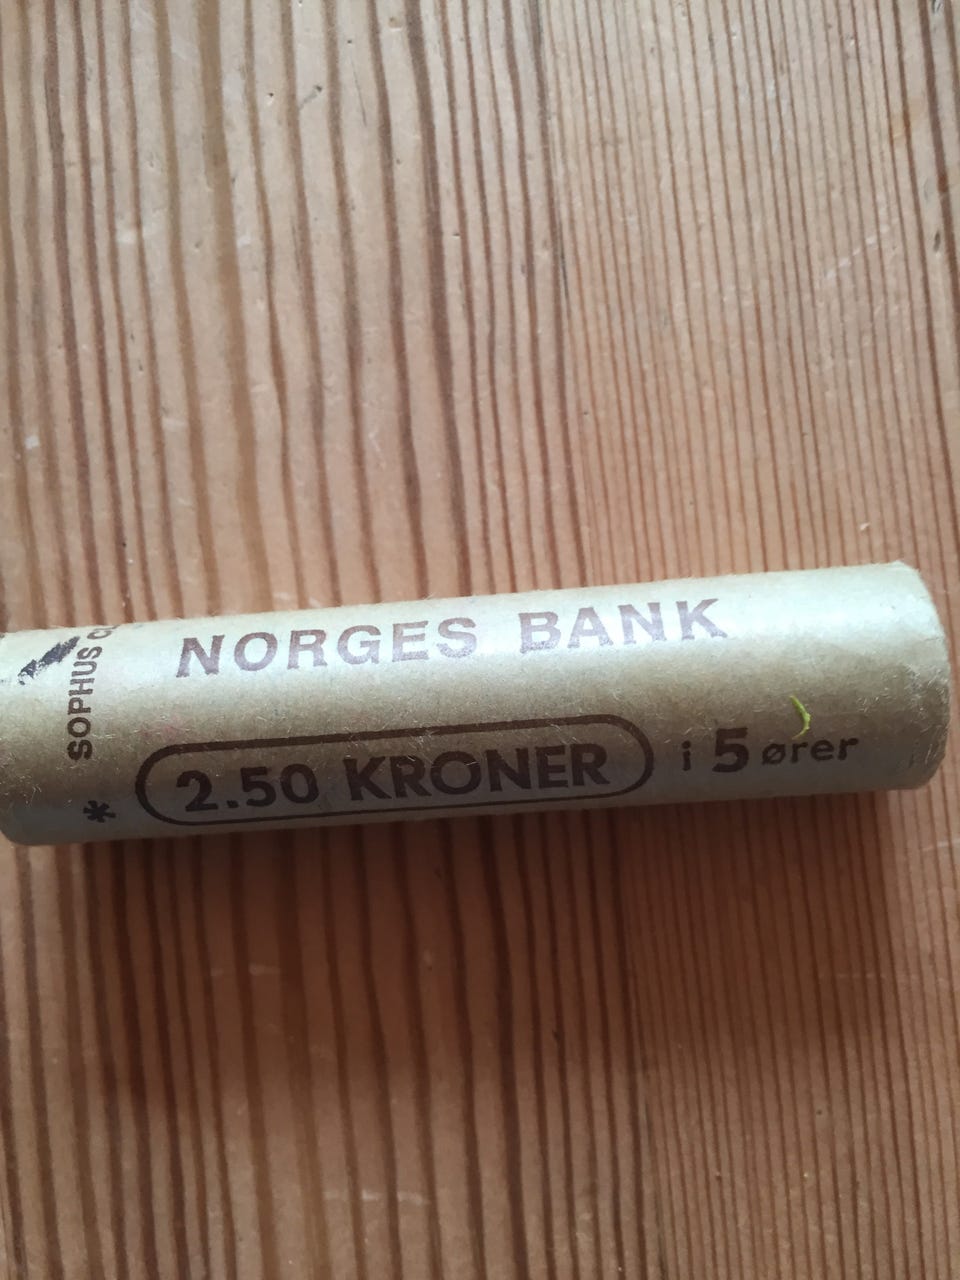 NORGES BANK
2.50 KRONER i 5 ører
* SOPHUS